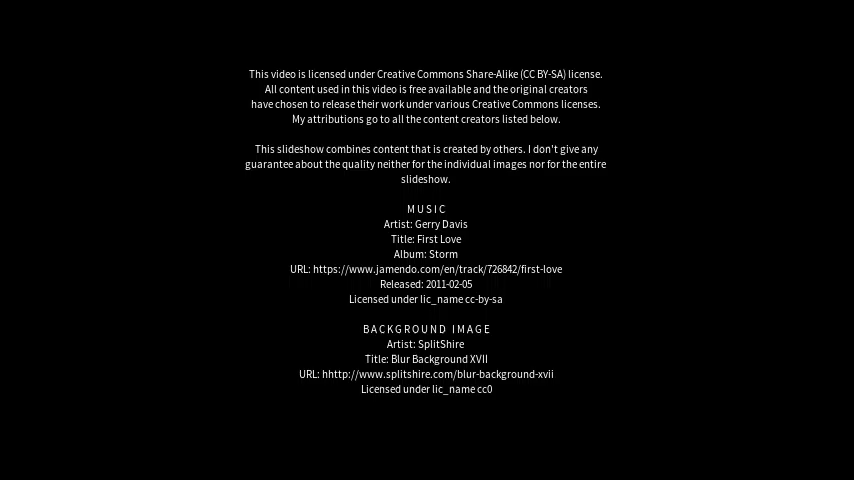 This video is licensed under Creative Commons Share-Alike (CC BY-SA) license.
All content used in this video is free available and the original creators
have chosen to release their work under various Creative Commons licenses.
My attributions go to all the content creators listed below.
This slideshow combines content that is created by others. I don't give any
guarantee about the quality neither for the individual images nor for the entire
slideshow.
MUSIC
Artist: Gerry Davis
Title: First Love
Album: Storm
URL: https://www.jamendo.com/en/track/726842/first-love
Released: 2011-02-05
Licensed under lic_name cc-by-sa
BACKGROUND IMAGE
Artist: SplitShire
Title: Blur Background XVII
URL: hhttp://www.splitshire.com/blur-background-xvii
Licensed under lic_name cc0